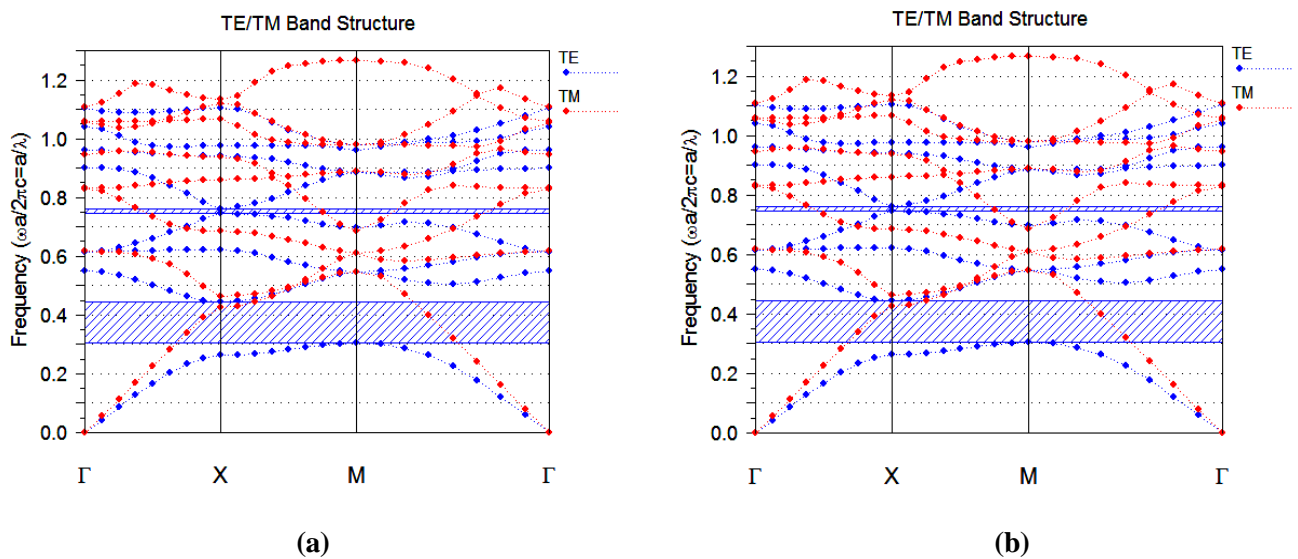 TE/TM Band Structure
TE
TM
Frequency (ωa/2πc=a/λ)
1.2
1.0
0.8
0.6
0.4
0.2
0.0
Γ
X
M
Γ
(a)
TE/TM Band Structure
TE
TM
Frequency (ωa/2πc=a/λ)
1.2
1.0
0.8
0.6
0.4
0.2
0.0
Γ
X
M
Γ
(b)